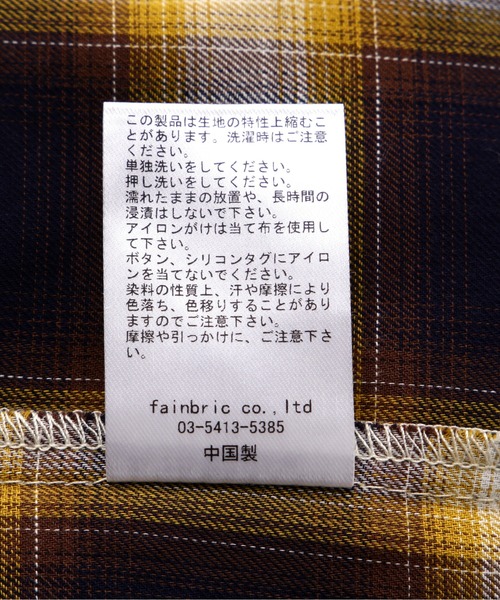 この製品は生地の特性上縮むこ
とがあります。洗濯時はご注意
ください。
単独洗いをしてください。
押し洗いをしてください。
濡れたままの放置や、長時間の
浸漬はしないで下さい。
アイロンがけは当て布を使用し
て下さい。
ボタン、シリコンタグにアイロ
ンを当てないでください。
染料の性質上、汗や摩擦により
色落ち、色移りすることがあり
ますのでご注意下さい。
摩擦や引っかけに、ご注意下さ
い。
fainbric co.,ltd
03-5413-5385
中国製